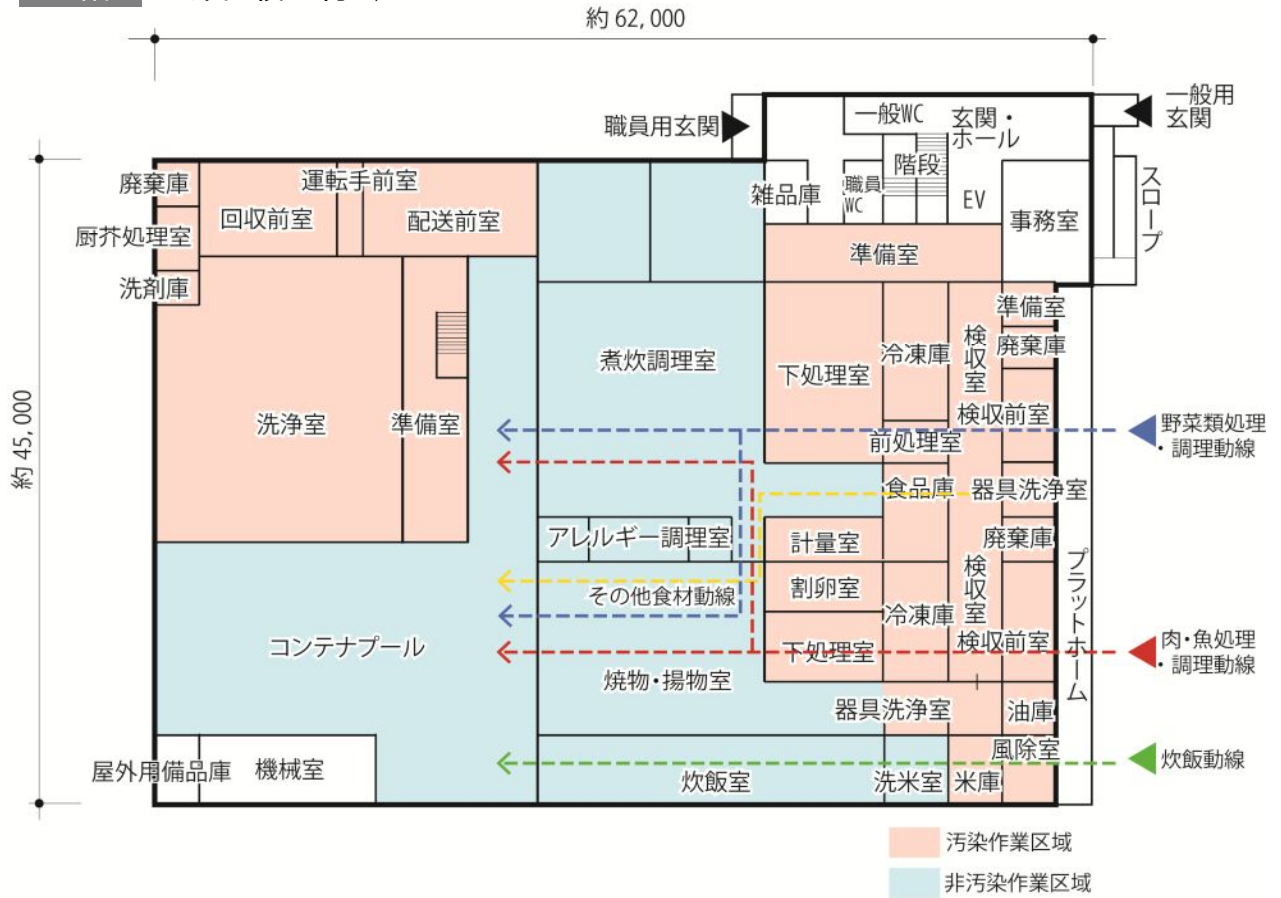 約 62,000
約 45,000
職員用玄関
一般WC
玄関・
ホール
一般用
玄関
階段
雑品庫
職員
WC
EV
事務室
スロープ
廃棄庫
運転手前室
回収前室
配送前室
厨芥処理室
洗剤庫
準備室
準備室
廃棄庫
煮炊調理室
下処理室
冷凍庫
検収室
検収前室
前処理室
洗浄室
準備室
野菜類処理
・調理動線
食品庫
器具洗浄室
アレルギー調理室
計量室
廃棄庫
プラットホーム
割卵室
その他食材動線
冷凍庫
検収室
検収前室
コンテナプール
下処理室
肉・魚処理
・調理動線
焼物・揚物室
器具洗浄室
油庫
風除室
屋外用備品庫
機械室
炊飯室
洗米室
米庫
炊飯動線
汚染作業区域
非汚染作業区域